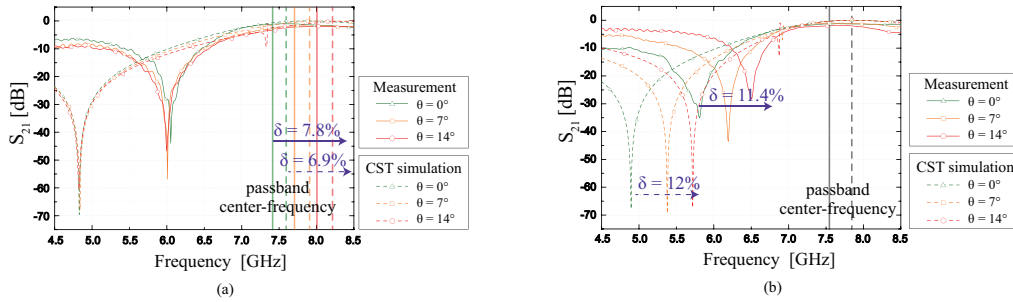 S21 [dB]
0
-10
-20
-30
-40
-50
-60
-70
δ = 7.8%
δ = 6.9%
passband
center-frequency
4.5 5.0 5.5 6.0 6.5 7.0 7.5 8.0 8.5
Frequency [GHz]
Measurement
θ = 0°
θ = 7°
θ = 14°
CST simulation
θ = 0°
θ = 7°
θ = 14°
(a)
S21 [dB]
0
-10
-20
-30
-40
-50
-60
-70
δ = 11.4%
δ = 12%
passband
center-frequency
4.5 5.0 5.5 6.0 6.5 7.0 7.5 8.0 8.5
Frequency [GHz]
Measurement
θ = 0°
θ = 7°
θ = 14°
CST simulation
θ = 0°
θ = 7°
θ = 14°
(b)